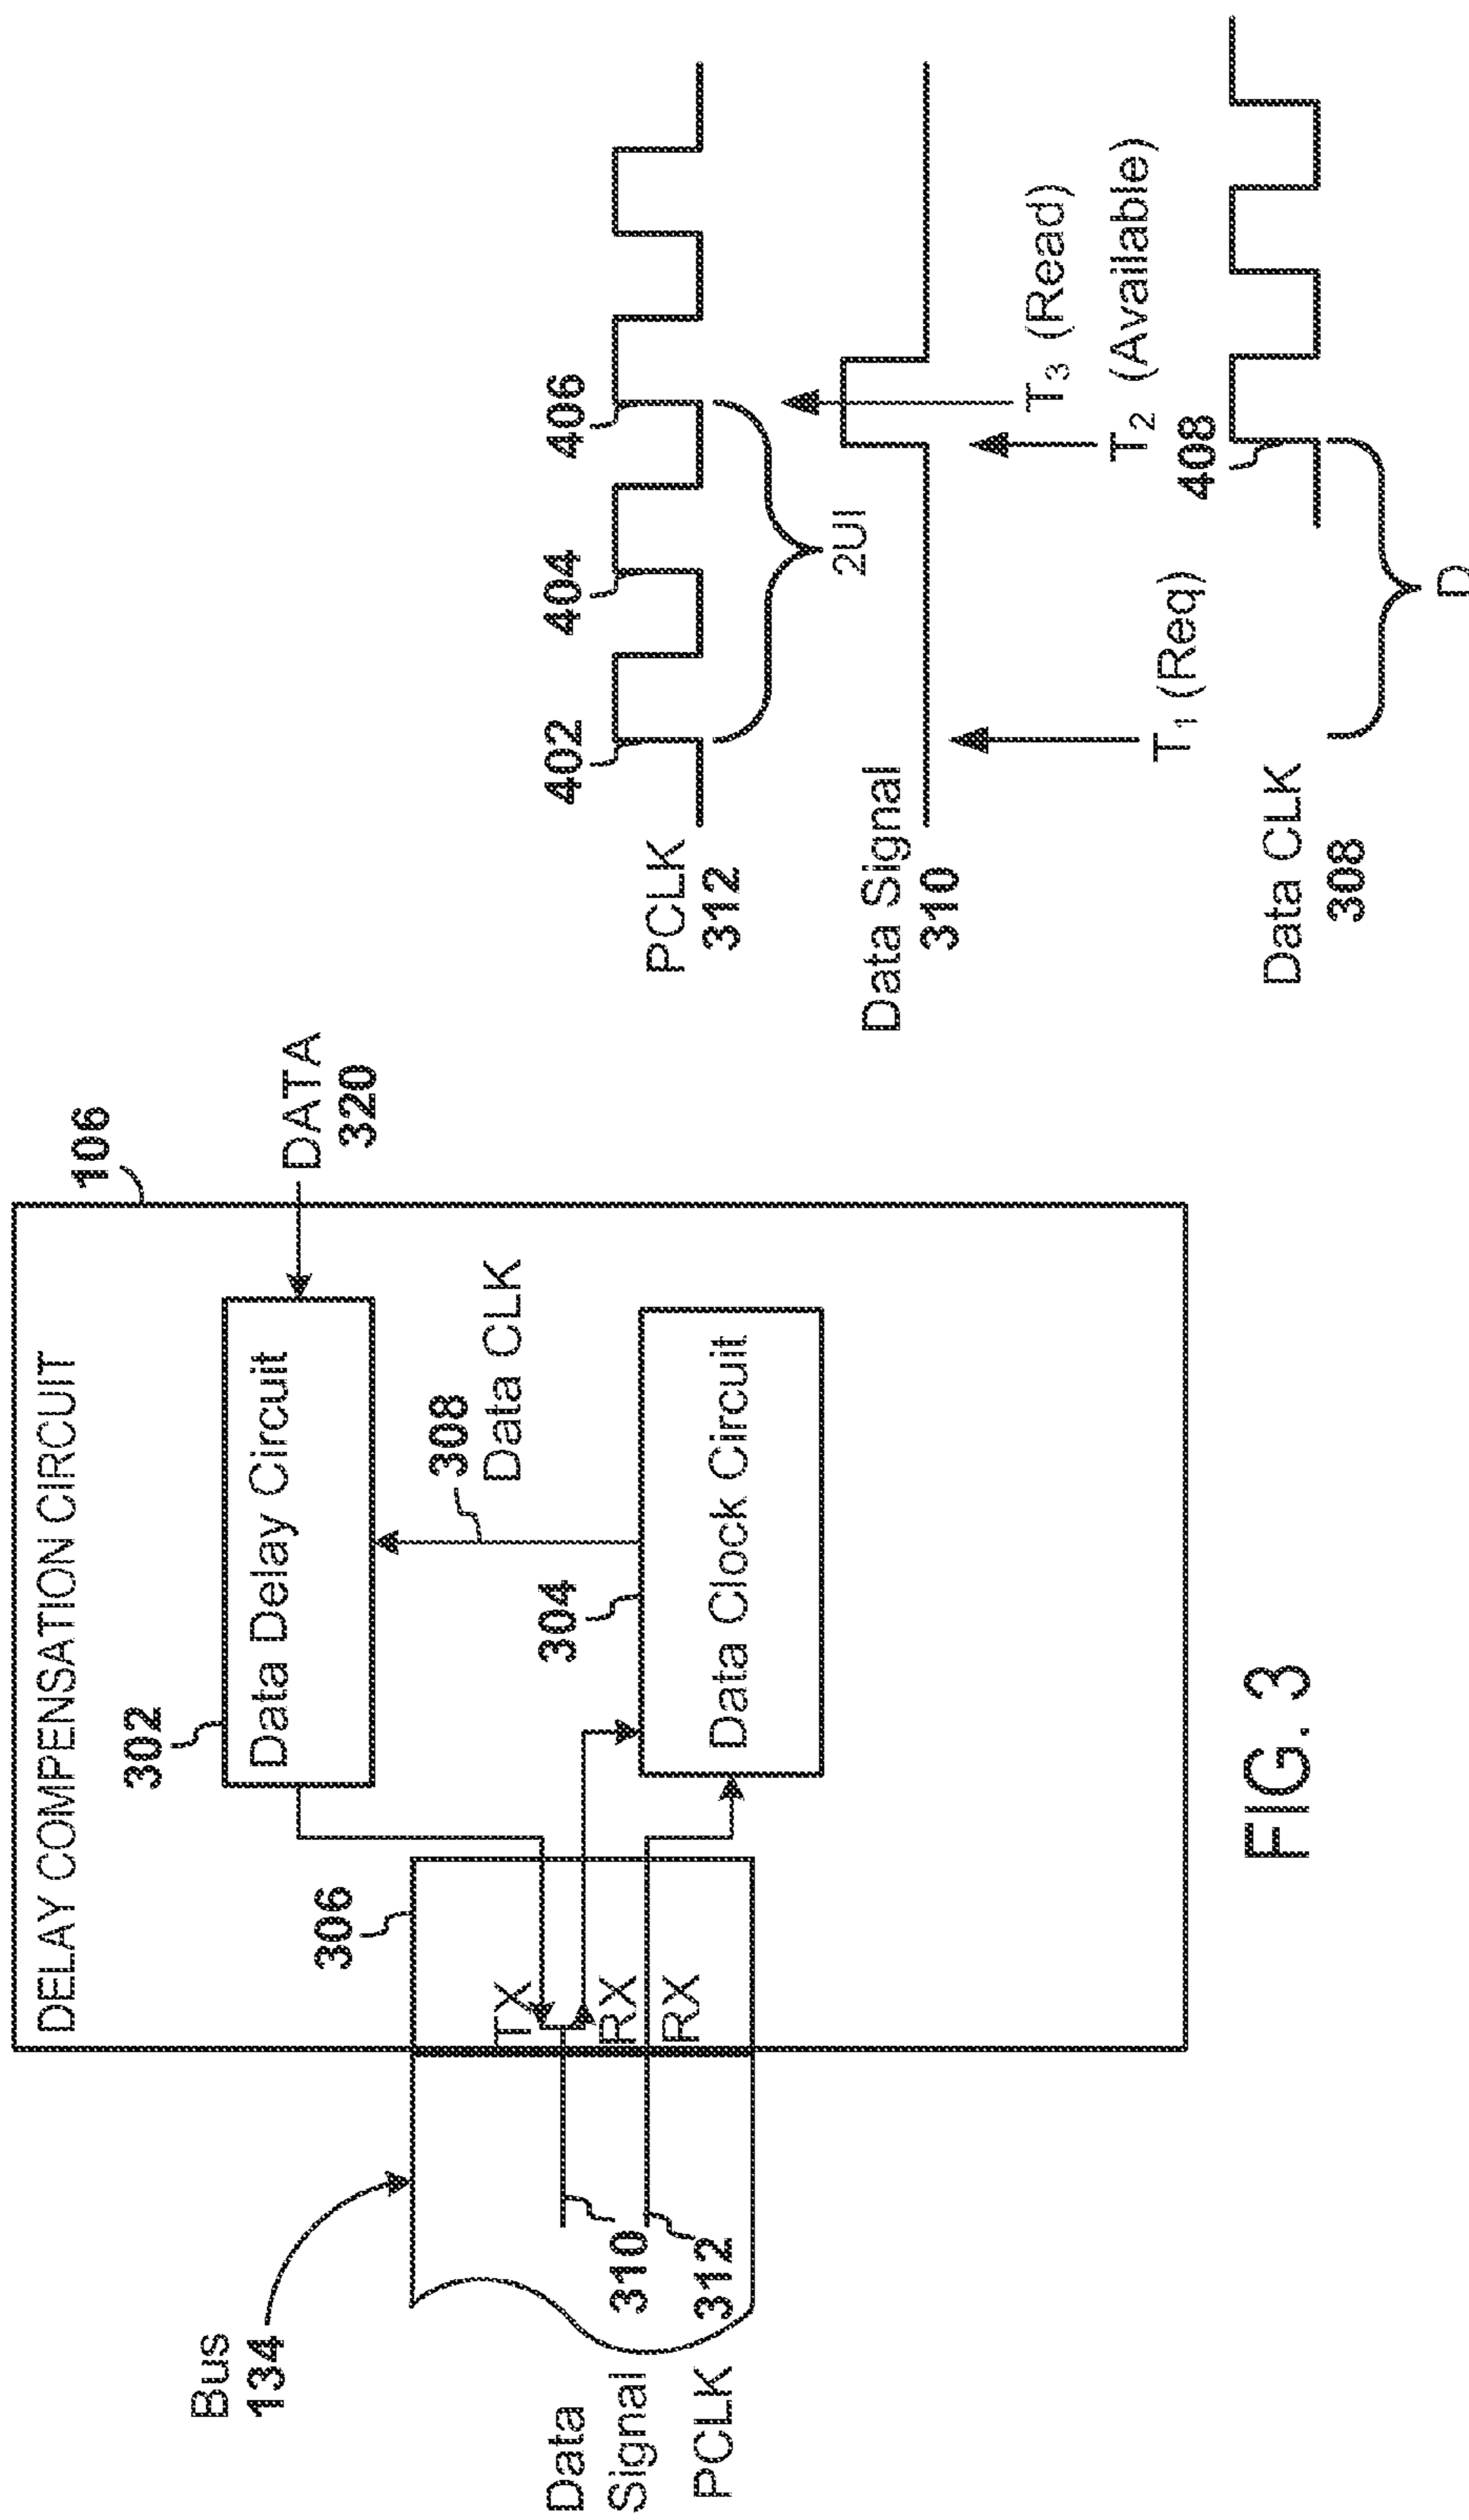 DELAY COMPENSATION CIRCUIT
106
302
Data Delay Circuit
DATA
320
Bus
134
306
308
Data CLK
TX
RX
RX
304
Data Clock Circuit
Data
Signal
310
PCLK
312
FIG. 3
402
404
406
PCLK
312
2UI
Data Signal
310
T3 (Read)
T2 (Available)
T1 (Req)
408
Data CLK
308
D